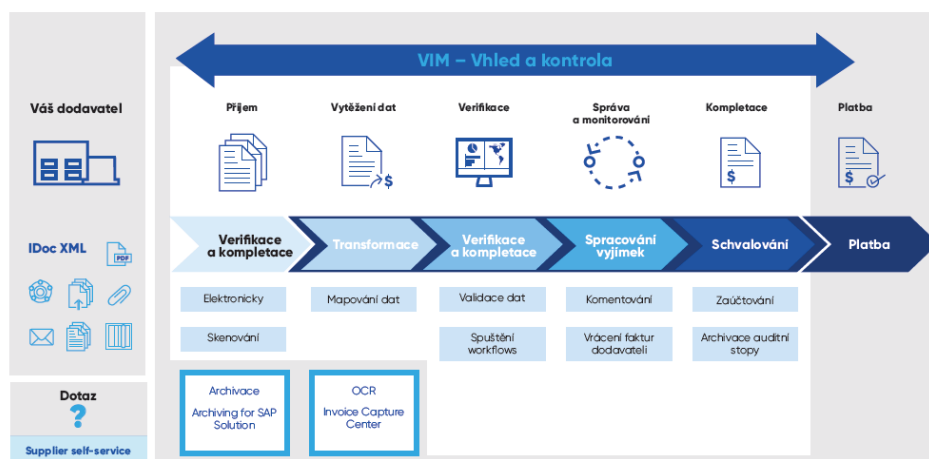 VIM – Vhled a kontrola
Váš dodavatel
Příjem
Vytěžení dat
Verifikace
Správa
a monitorování
Kompletace
Platba
$
$
$
IDoc XML
PDF
Verifikace
a kompletace
Transformace
Verifikace
a kompletace
Spracování
vyjímek
Schvalování
Platba
Elektronicky
Mapování dat
Validace dat
Komentování
Zaúčtování
Skenování
Spuštění
workflows
Vrácení faktur
dodavateli
Archivace auditní
stopy
Archivace
Archiving for SAP
Solution
OCR
Invoice Capture
Center
Dotaz
?
Supplier self-service